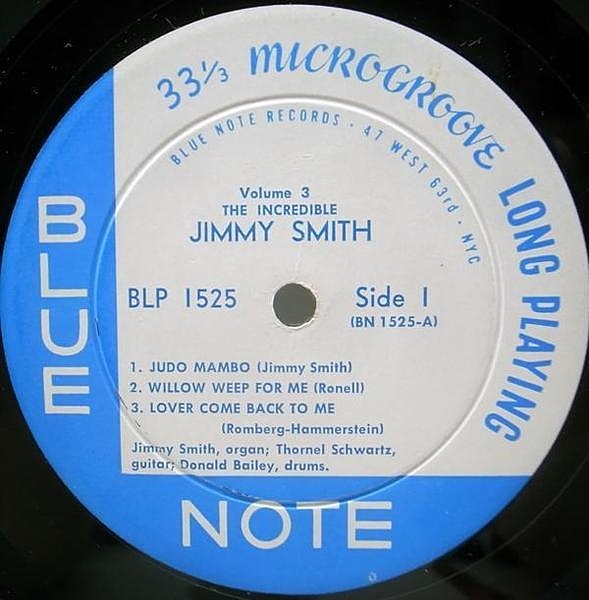 33⅓ MICROGROOVE LONG PLAYING
BLUE NOTE RECORDS · 47 WEST 63rd · NYC
Volume 3
THE INCREDIBLE
JIMMY SMITH
BLP 1525
Side 1
(BN 1525-A)
1. JUDO MAMBO (Jimmy Smith)
2. WILLOW WEEP FOR ME (Ronell)
3. LOVER COME BACK TO ME
(Romberg-Hammerstein)
Jimmy Smith, organ; Thornel Schwartz,
guitar; Donald Bailey, drums.
BLUE
NOTE